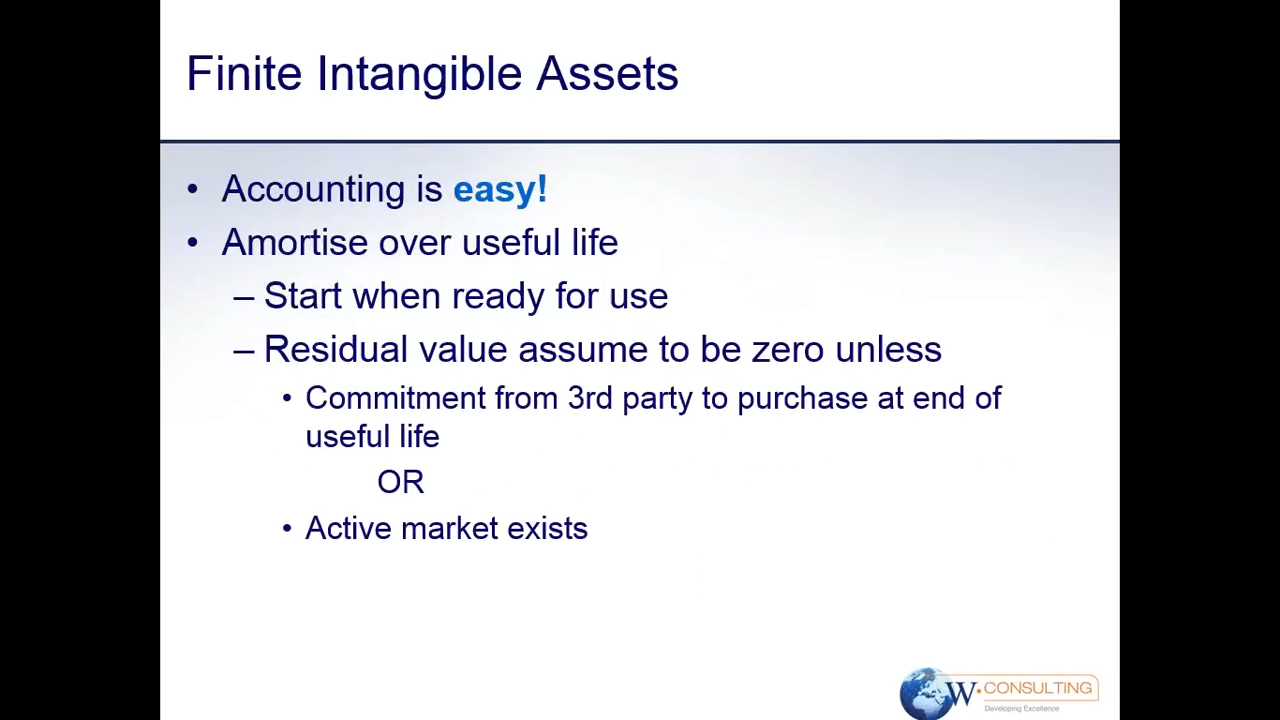 Finite Intangible Assets
• Accounting is easy!
• Amortise over useful life
– Start when ready for use
– Residual value assume to be zero unless
• Commitment from 3rd party to purchase at end of
useful life
OR
• Active market exists
W.CONSULTING
Developing Excellence